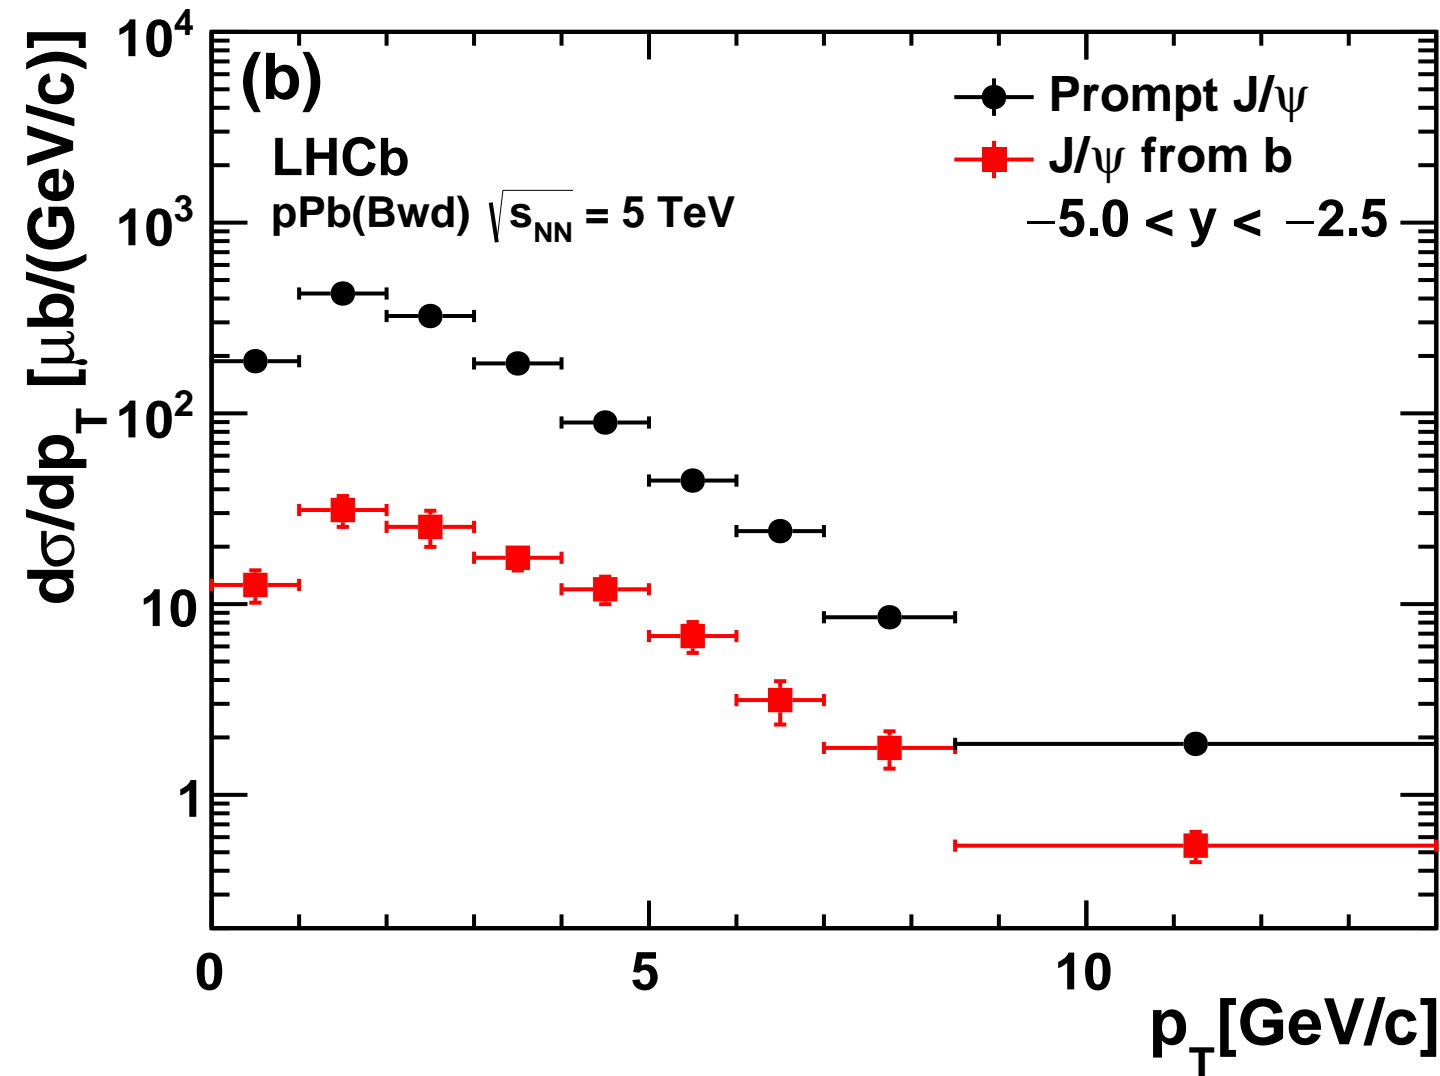 (b)
LHCb
pPb(Bwd) √s_NN = 5 TeV
Prompt J/ψ
J/ψ from b
−5.0 < y < −2.5
dσ/dp_T [μb/(GeV/c)]
10^4
10^3
10^2
10
1
0 5 10
p_T[GeV/c]